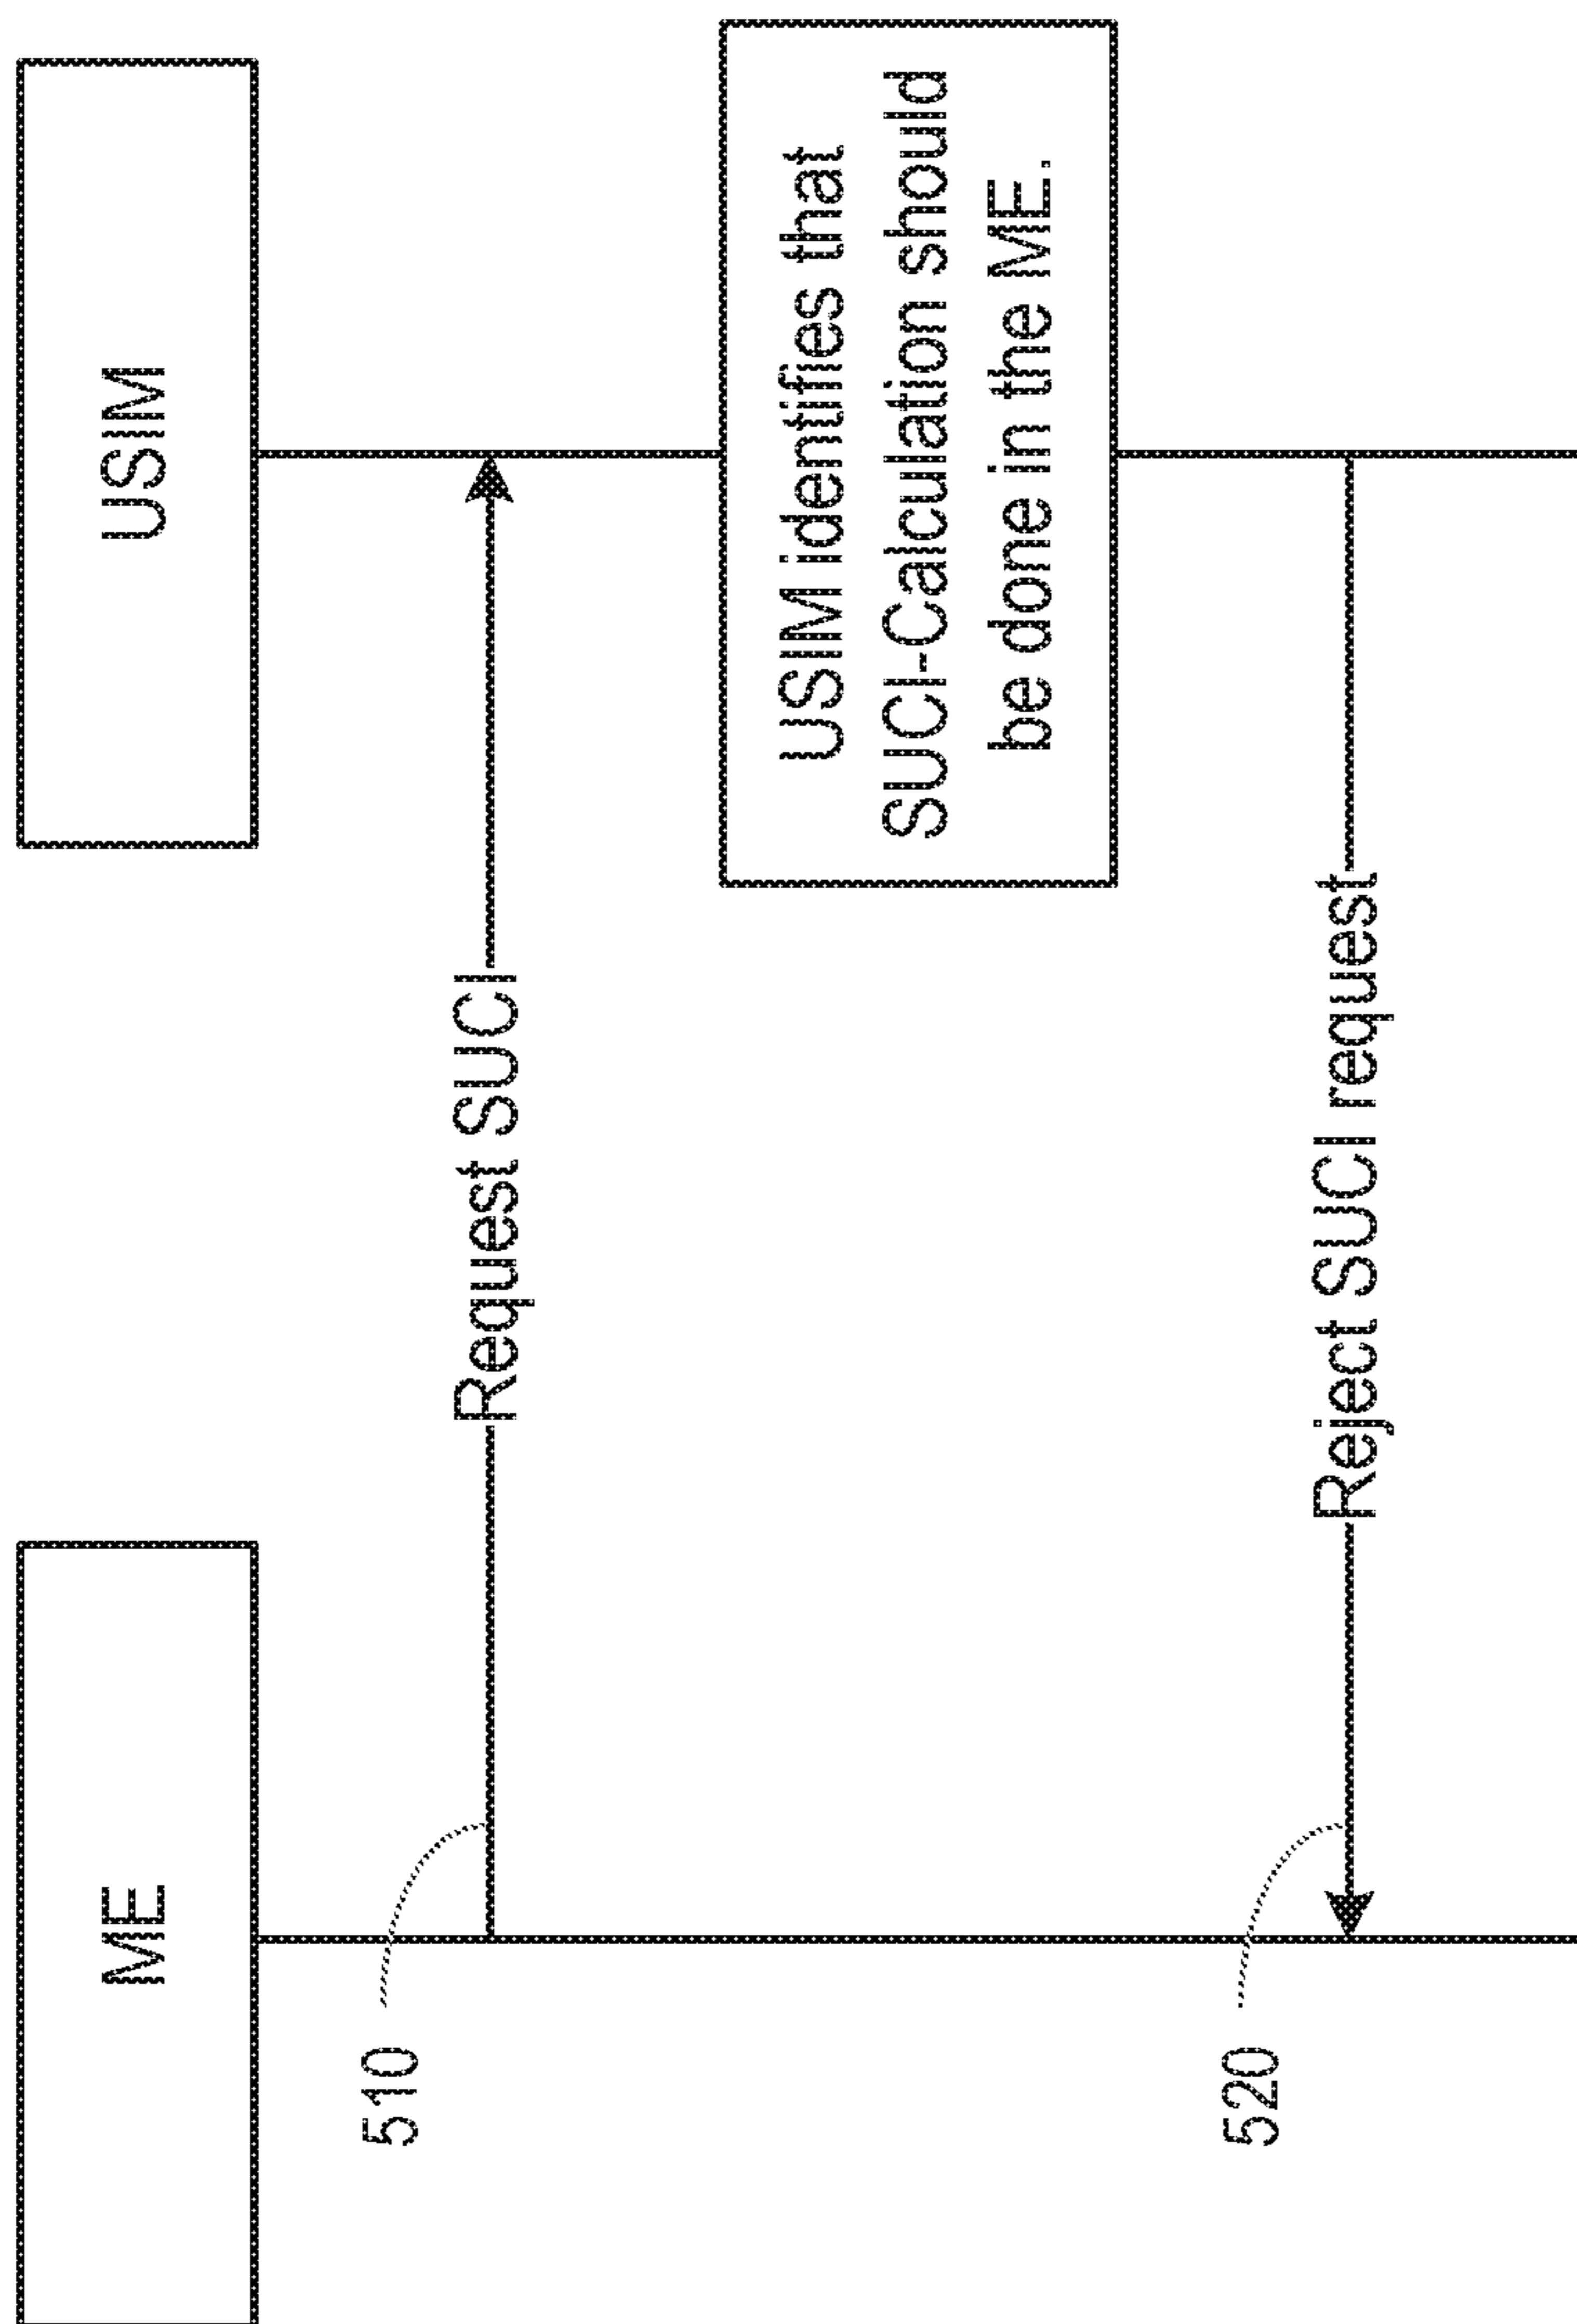 ME
USIM
510
Request SUCI
USIM identifies that
SUCI-Calculation should
be done in the ME.
520
Reject SUCI request